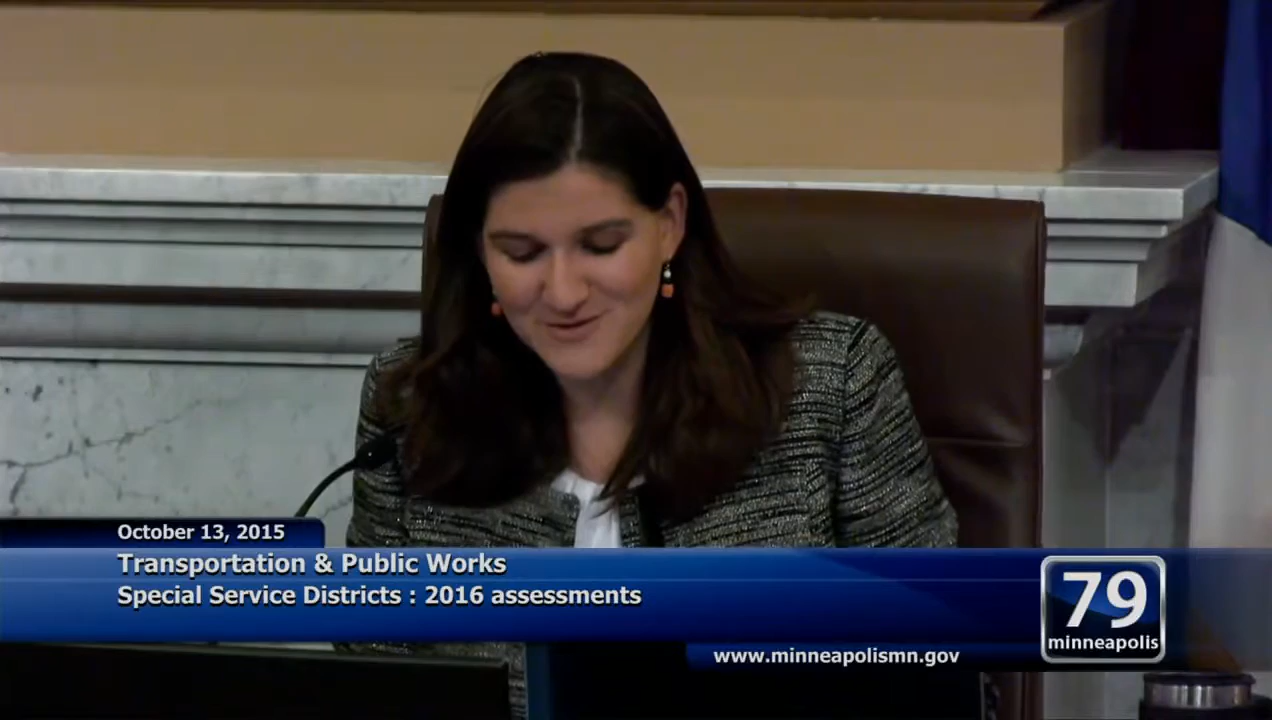 October 13, 2015
Transportation & Public Works
Special Service Districts : 2016 assessments
79
minneapolis
www.minneapolismn.gov